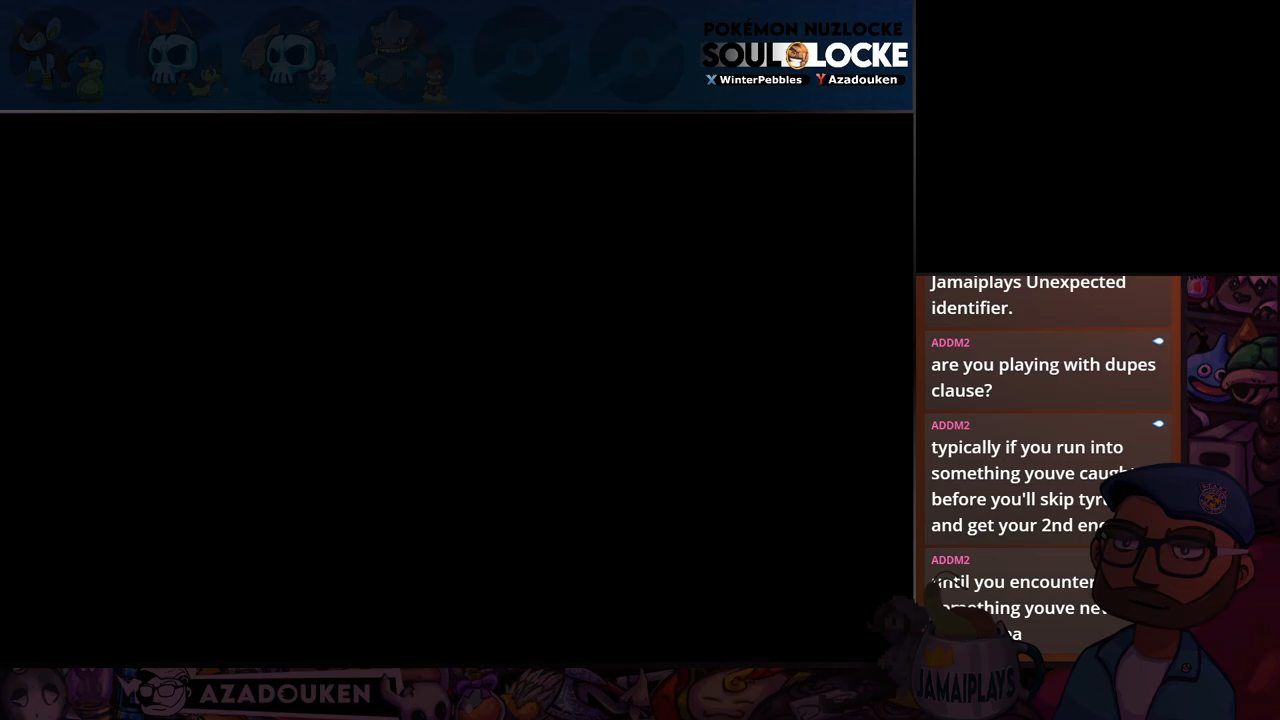 POKÉMON NUZLOCKE
SOUL LOCKE
WinterPebbles Azadouken
Jamaiplays Unexpected
identifier.
ADDM2
are you playing with dupes
clause?
ADDM2
typically if you run into
something youve
before you'll skip
and get your 2nd
ADDM2
until you encounter
something youve
AZADOUKEN
JAMAIPLAYS